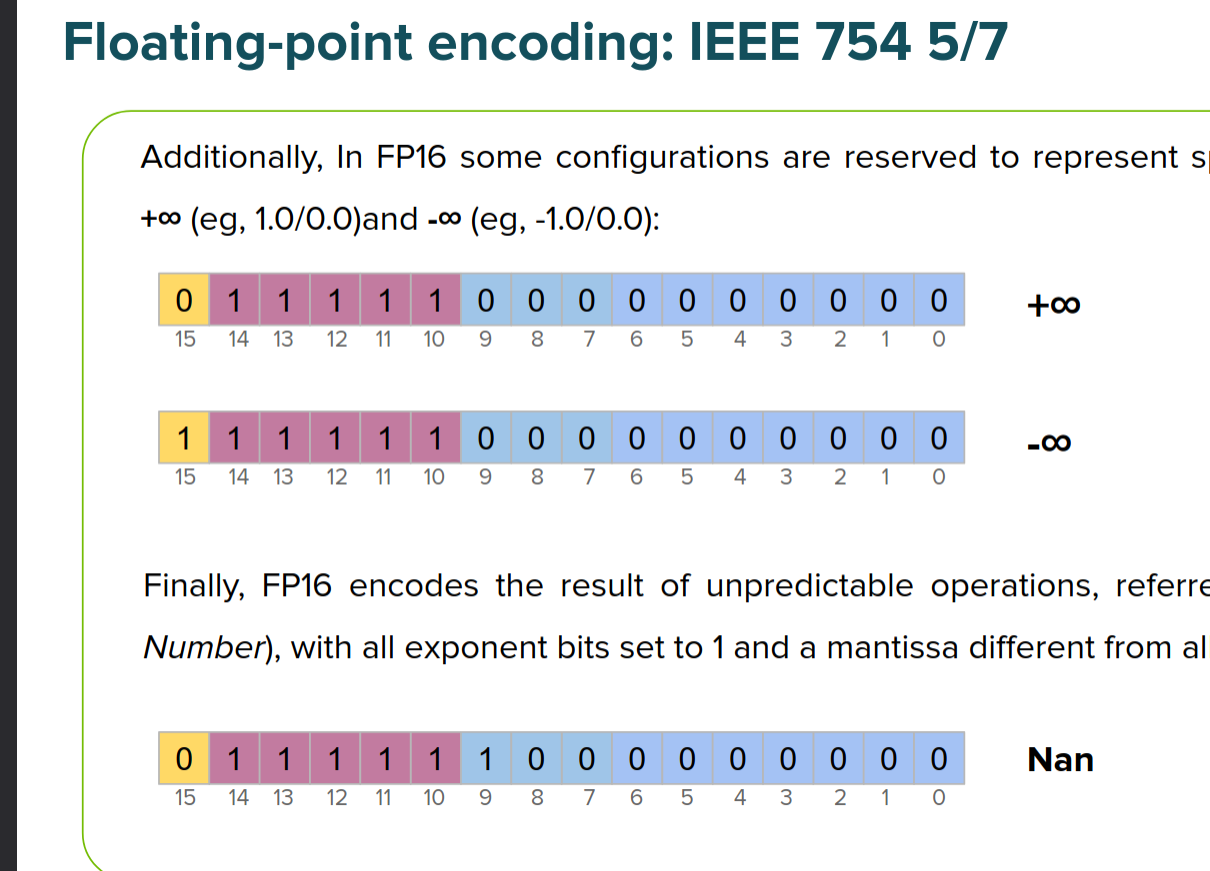 Floating-point encoding: IEEE 754 5/7
Additionally, In FP16 some configurations are reserved to represent
+∞ (eg, 1.0/0.0)and -∞ (eg, -1.0/0.0):
0 1 1 1 1 1 0 0 0 0 0 0 0 0 0 0 +∞
15 14 13 12 11 10 9 8 7 6 5 4 3 2 1 0
1 1 1 1 1 1 0 0 0 0 0 0 0 0 0 0 -∞
15 14 13 12 11 10 9 8 7 6 5 4 3 2 1 0
Finally, FP16 encodes the result of unpredictable operations,
Number), with all exponent bits set to 1 and a mantissa different from
0 1 1 1 1 1 1 0 0 0 0 0 0 0 0 0 Nan
15 14 13 12 11 10 9 8 7 6 5 4 3 2 1 0